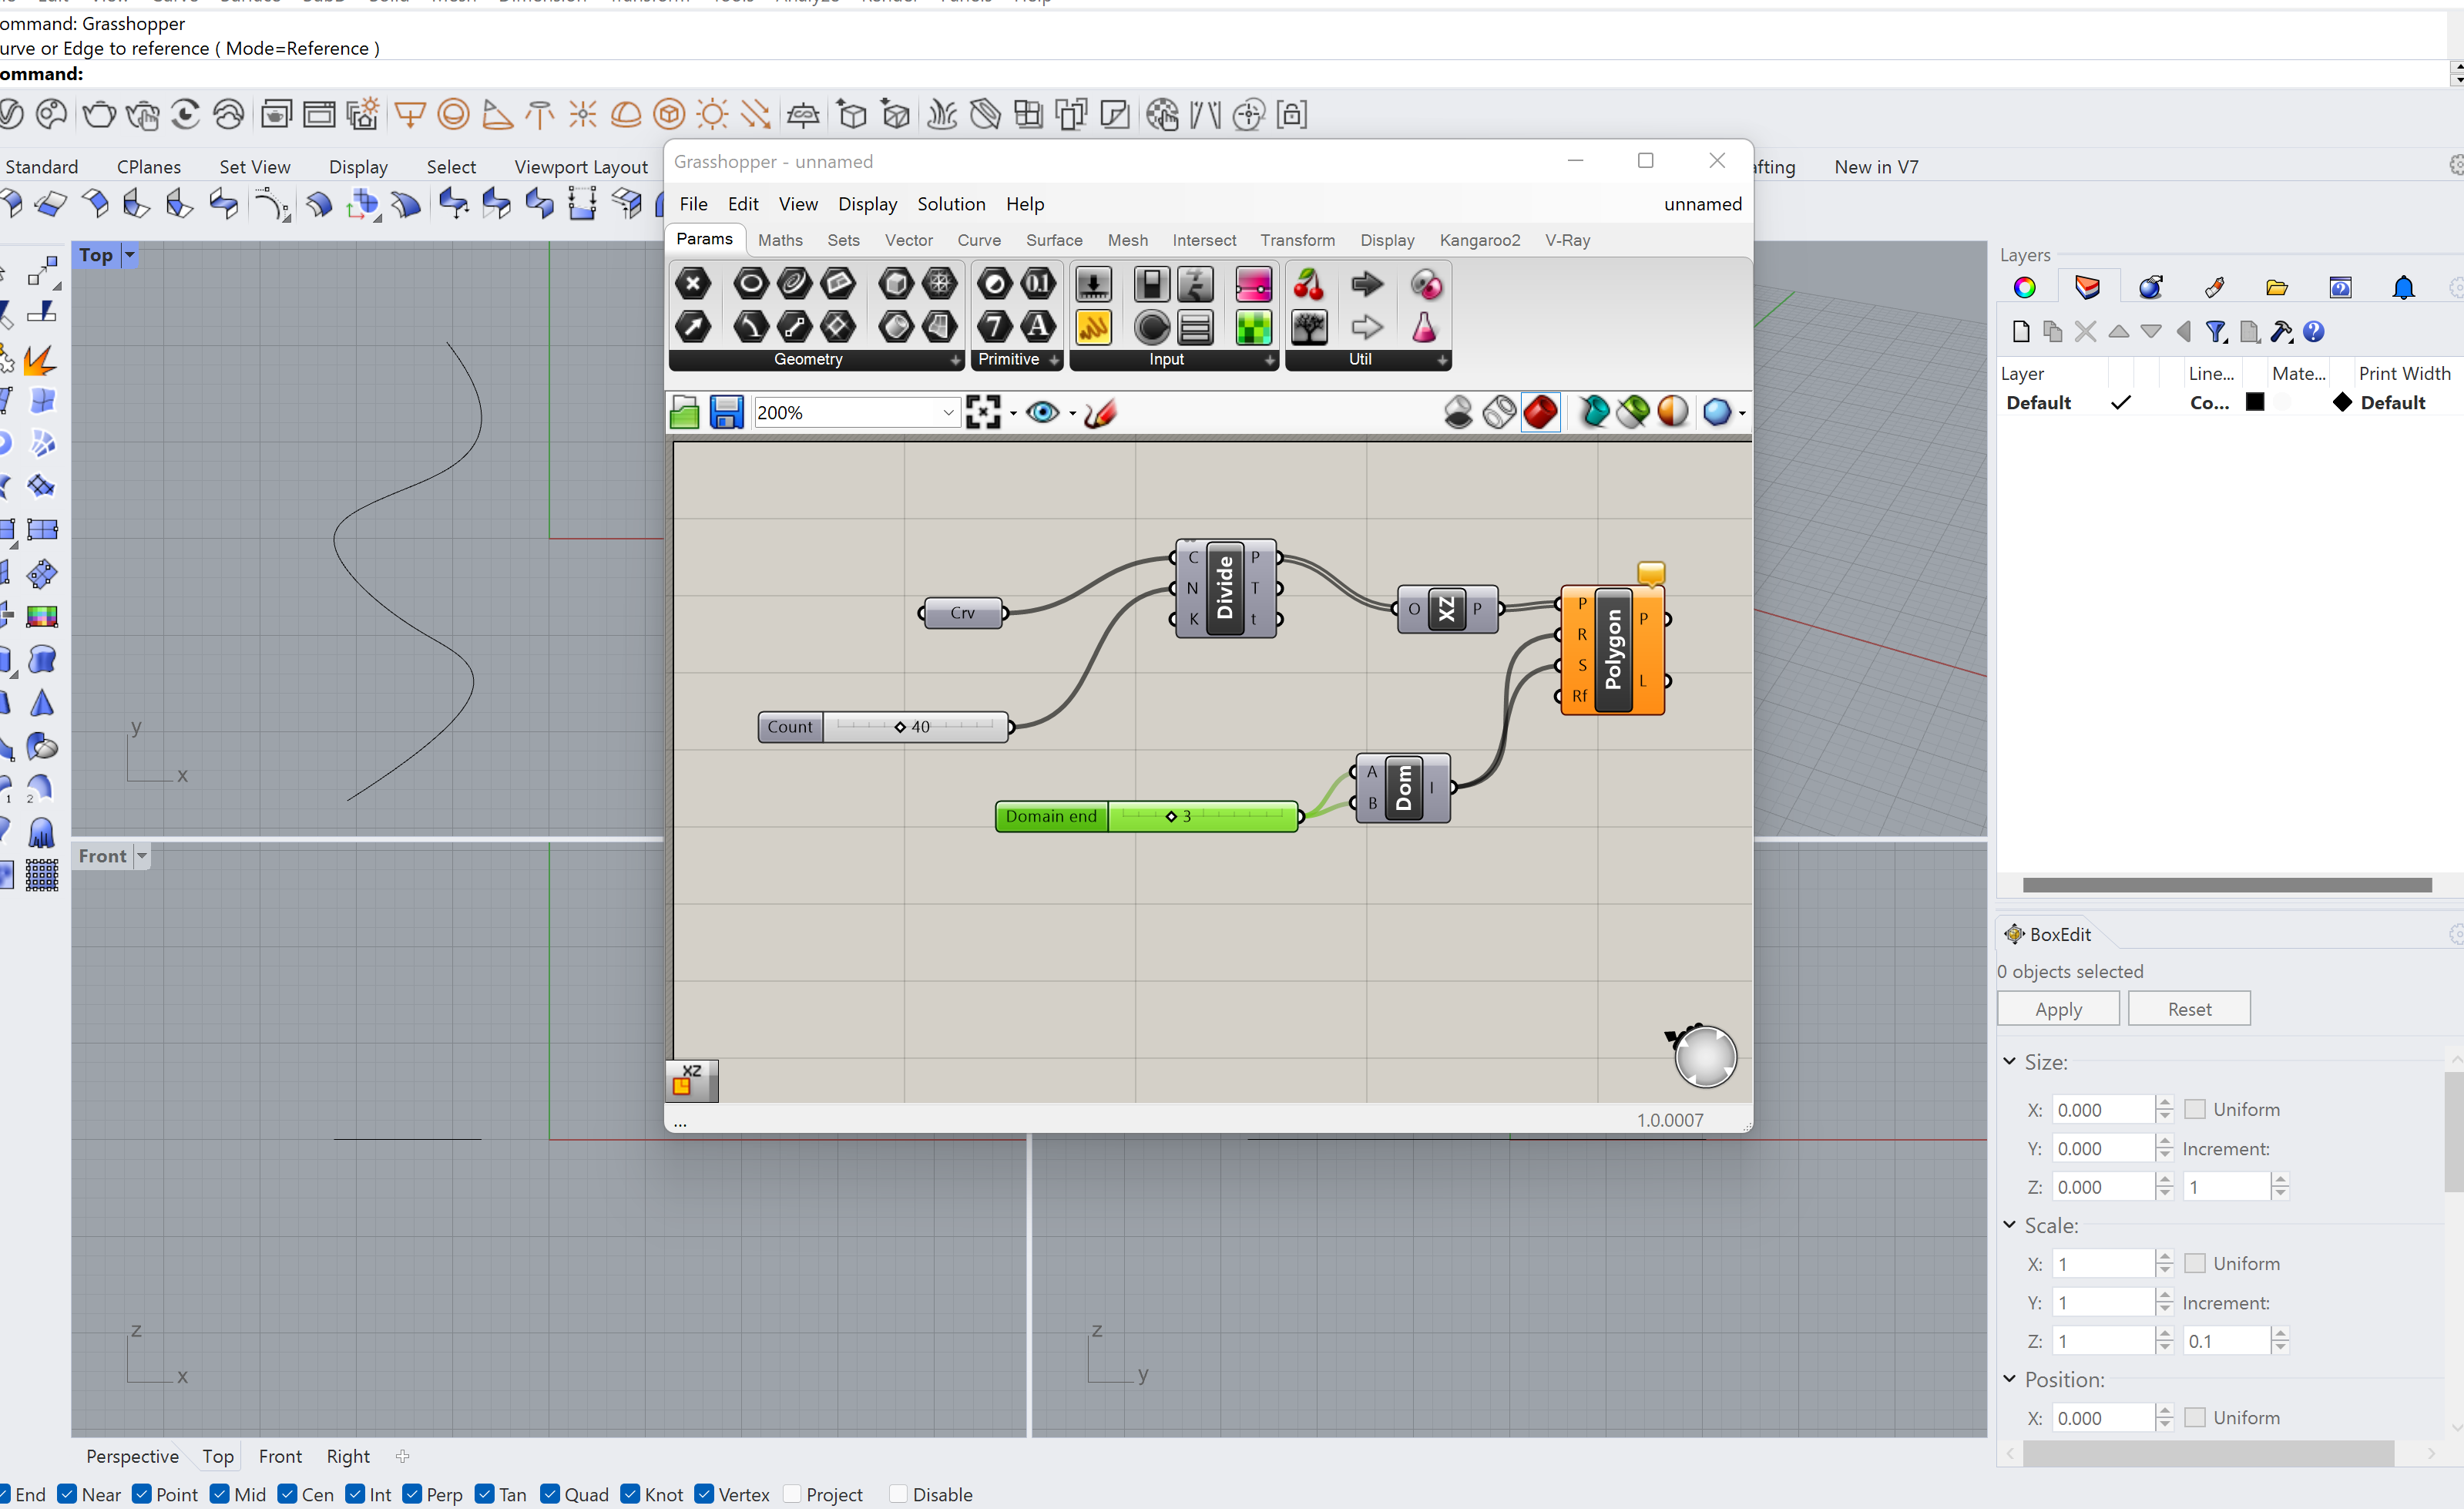 ommand: Grasshopper
urve or Edge to reference ( Mode=Reference )
ommand:
Standard CPlanes Set View Display Select Viewport Layout
afting New in V7
Grasshopper - unnamed
File Edit View Display Solution Help unnamed
Params Maths Sets Vector Curve Surface Mesh Intersect Transform Display Kangaroo2 V-Ray
Geometry Primitive Input Util
200%
Top
y
x
Front
z
x
z
y
Crv
C
N
K
Divide
P
T
t
O XZ P
P
R
S
Rf
Polygon
P
L
Count 40
Domain end 3
A
B
Dom
I
XZ
...
1.0.0007
Layers
Layer Line... Mate... Print Width
Default Co... Default
BoxEdit
0 objects selected
Apply Reset
Size:
X: 0.000 Uniform
Y: 0.000 Increment:
Z: 0.000 1
Scale:
X: 1 Uniform
Y: 1 Increment:
Z: 1 0.1
Position:
X: 0.000 Uniform
Perspective Top Front Right
End Near Point Mid Cen Int Perp Tan Quad Knot Vertex Project Disable